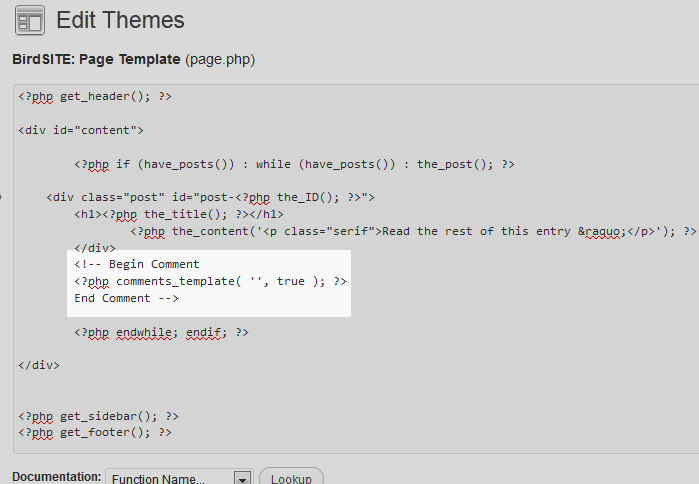 Edit Themes
BirdSITE: Page Template (page.php)
<?php get_header(); ?>
<div id="content">
<?php if (have_posts()) : while (have_posts()) : the_post(); ?>
<div class="post" id="post-<?php the_ID(); ?>">
<h1><?php the_title(); ?></h1>
<?php the_content('<p class="serif">Read the rest of this entry &raquo;</p>'); ?>
</div>
<!-- Begin Comment
<?php comments_template( '', true ); ?>
End Comment -->
<?php endwhile; endif; ?>
</div>
<?php get_sidebar(); ?>
<?php get_footer(); ?>
Documentation: Function Name... Lookup